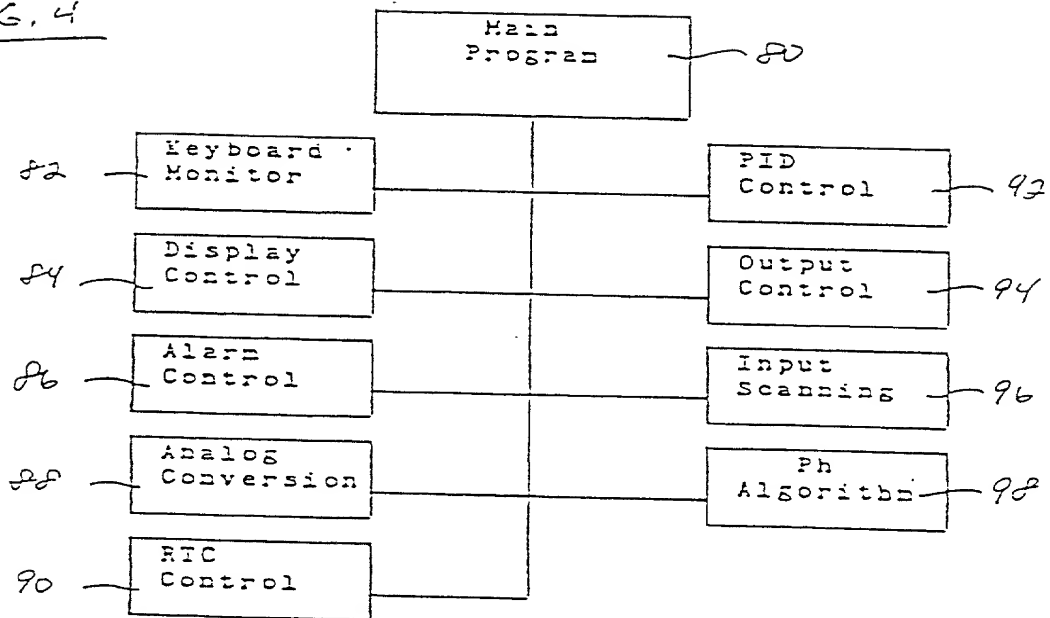 G. 4
Main
Program
80
82
Keyboard
Monitor
PID
Control
92
84
Display
Control
Output
Control
94
86
Alarm
Control
Input
Scanning
96
88
Analog
Conversion
Ph
Algorithm
98
90
RTC
Control